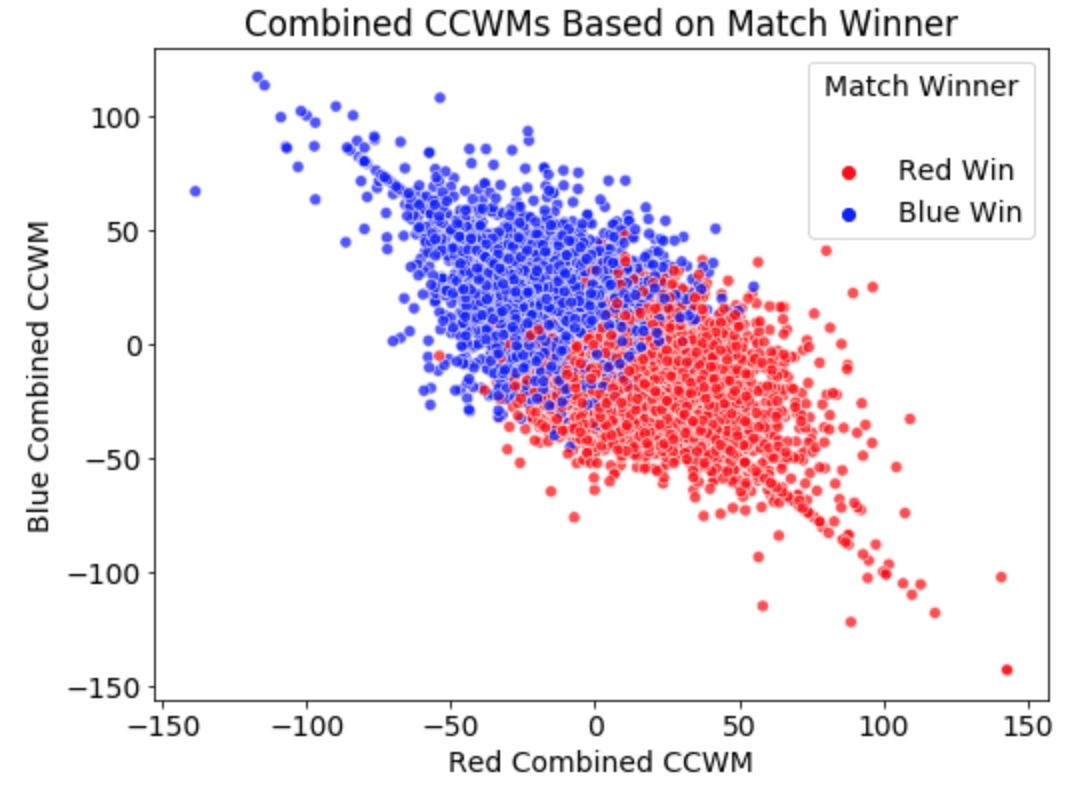 Combined CCWMs Based on Match Winner
Match Winner
Red Win
Blue Win
100
50
0
−50
−100
−150
Blue Combined CCWM
−150
−100
−50
0
50
100
150
Red Combined CCWM